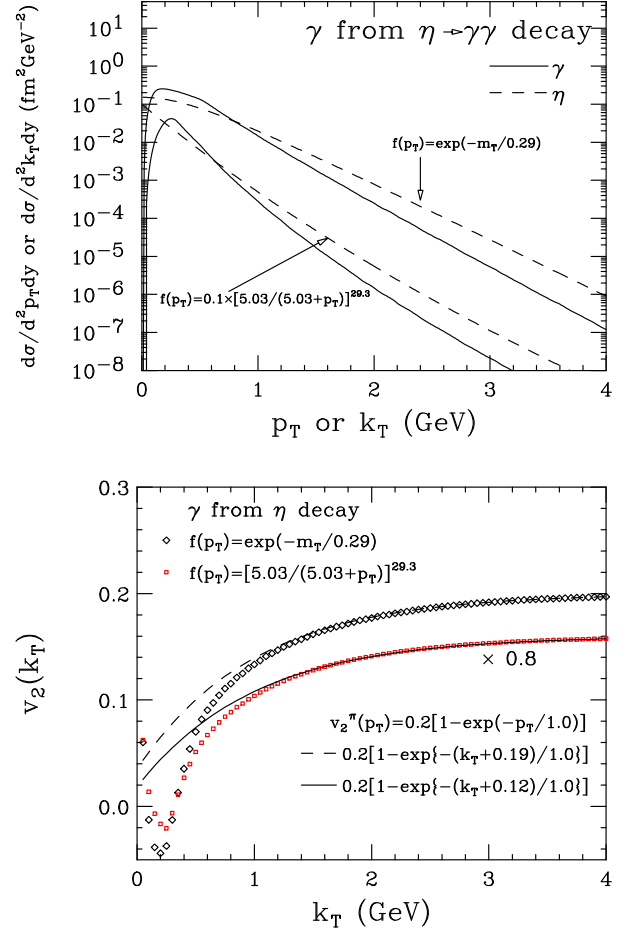 γ from η→γγ decay
γ
η
f(p_T)=exp(−m_T/0.29)
f(p_T)=0.1×[5.03/(5.03+p_T)]^29.3
dσ/d²p_Tdy or dσ/d²k_Tdy (fm²GeV⁻²)
10¹
10⁰
10⁻¹
10⁻²
10⁻³
10⁻⁴
10⁻⁵
10⁻⁶
10⁻⁷
10⁻⁸
0 1 2 3 4
p_T or k_T (GeV)
γ from η decay
f(p_T)=exp(−m_T/0.29)
f(p_T)=[5.03/(5.03+p_T)]^29.3
× 0.8
v₂^π(p_T)=0.2[1−exp(−p_T/1.0)]
0.2[1−exp{−(k_T+0.19)/1.0}]
0.2[1−exp{−(k_T+0.12)/1.0}]
v₂(k_T)
0.3
0.2
0.1
0.0
0 1 2 3 4
k_T (GeV)